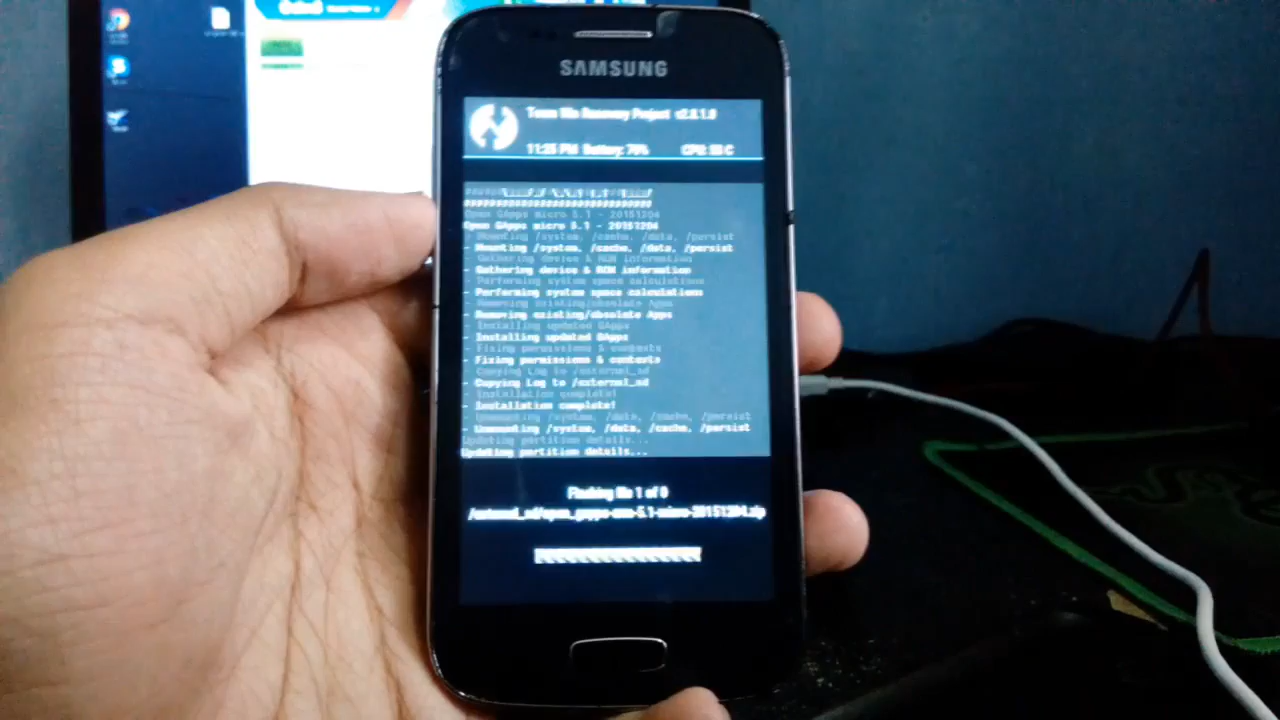 SAMSUNG
Team Win Recovery Project v2.8.1.0
11:25 PM Battery: 79% CPU:
##############################
Open GApps micro 5.1 - 20151204
Open GApps micro 5.1 - 20151204
- Mounting /system, /cache, /data, /persist
- Mounting /system, /cache, /data, /persist
- Gathering device & ROM information
- Gathering device & ROM information
- Performing system space calculations
- Performing system space calculations
- Removing existing/obsolete Apps
- Removing existing/obsolete Apps
- Installing updated GApps
- Installing updated GApps
- Fixing permissions & contexts
- Fixing permissions & contexts
- Copying Log to /external_sd
- Copying Log to /external_sd
- Installation complete!
- Installation complete!
- Unmounting /system, /data, /cache, /persist
- Unmounting /system, /data, /cache, /persist
Updating partition details...
Updating partition details...
Flashing file 1 of 0
/external_sd/open_gapps-arm-5.1-micro-20151204.zip